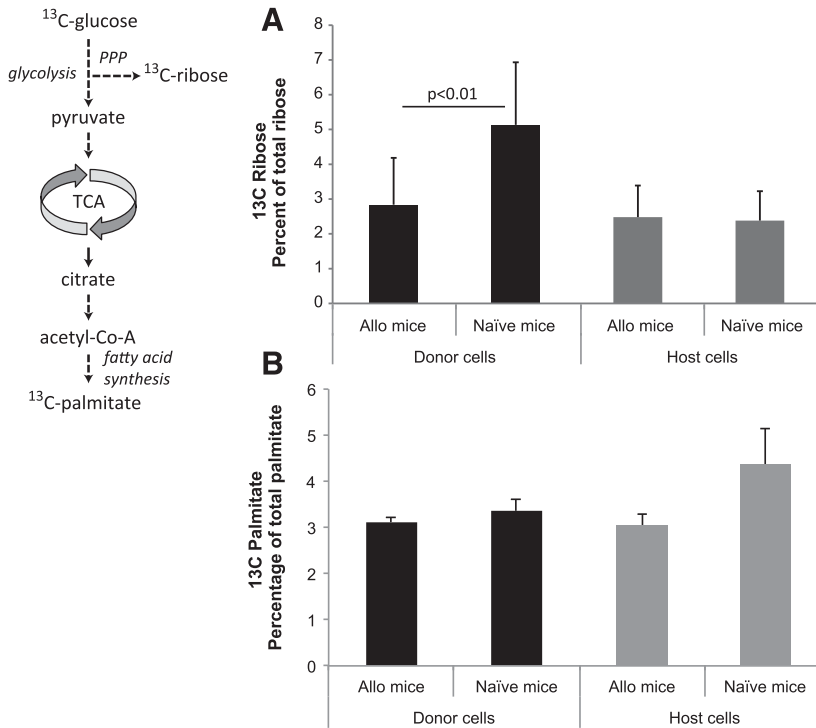 ¹³C-glucose
PPP
glycolysis
¹³C-ribose
pyruvate
TCA
citrate
acetyl-Co-A
fatty acid
synthesis
¹³C-palmitate
A
13C Ribose
Percent of total ribose
8
7
6
5
4
3
2
1
0
p<0.01
Allo mice
Naïve mice
Allo mice
Naïve mice
Donor cells
Host cells
B
13C Palmitate
Percentage of total palmitate
6
5
4
3
2
1
0
Allo mice
Naïve mice
Allo mice
Naïve mice
Donor cells
Host cells